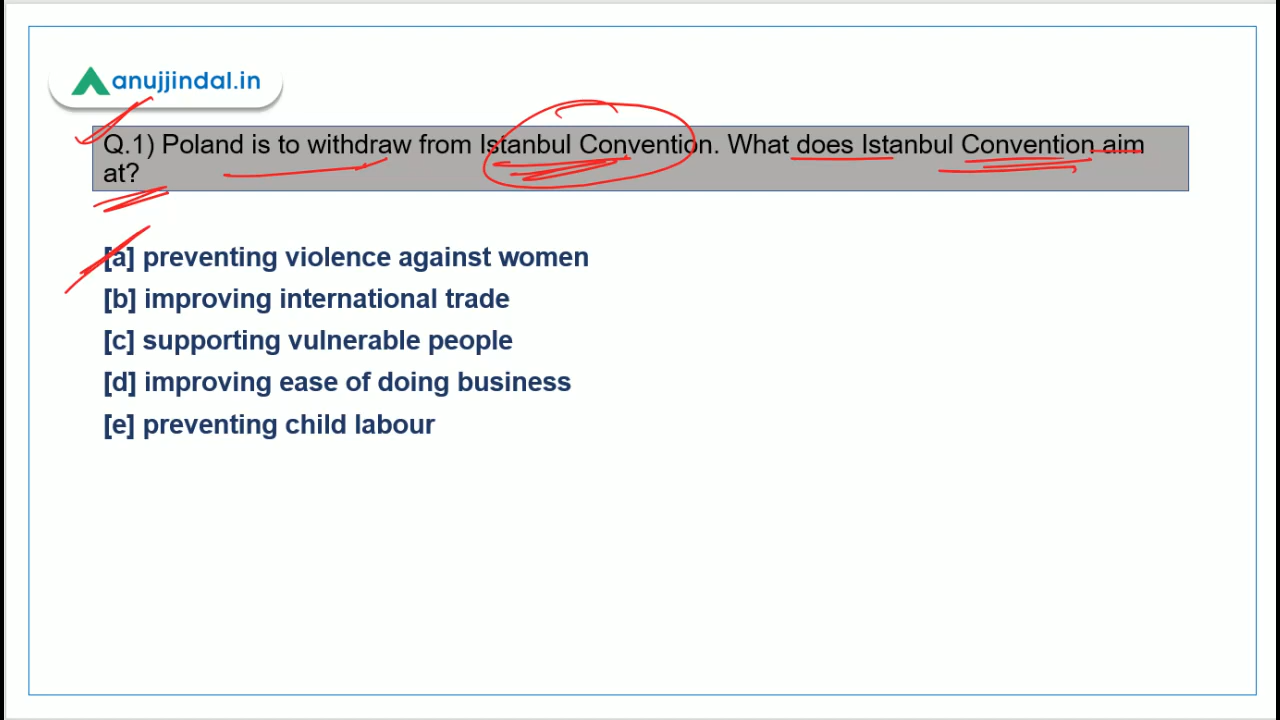 anujjindal.in
Q.1) Poland is to withdraw from Istanbul Convention. What does Istanbul Convention aim
at?
[a] preventing violence against women
[b] improving international trade
[c] supporting vulnerable people
[d] improving ease of doing business
[e] preventing child labour